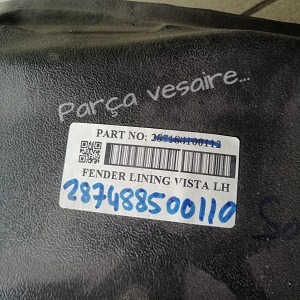 Parça vesaire...
PART NO:
FENDER LINING VISTA LH
287488500110